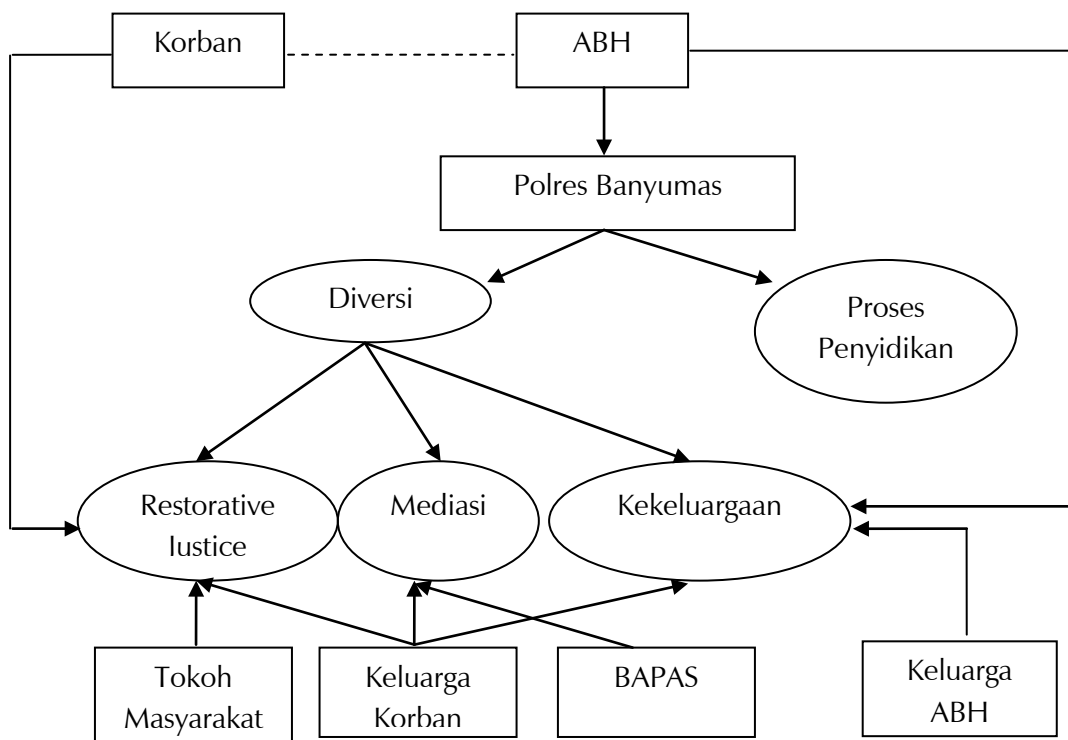 Korban
ABH
Polres Banyumas
Diversi
Proses
Penyidikan
Restorative
Iustice
Mediasi
Kekeluargaan
Tokoh
Masyarakat
Keluarga
Korban
BAPAS
Keluarga
ABH